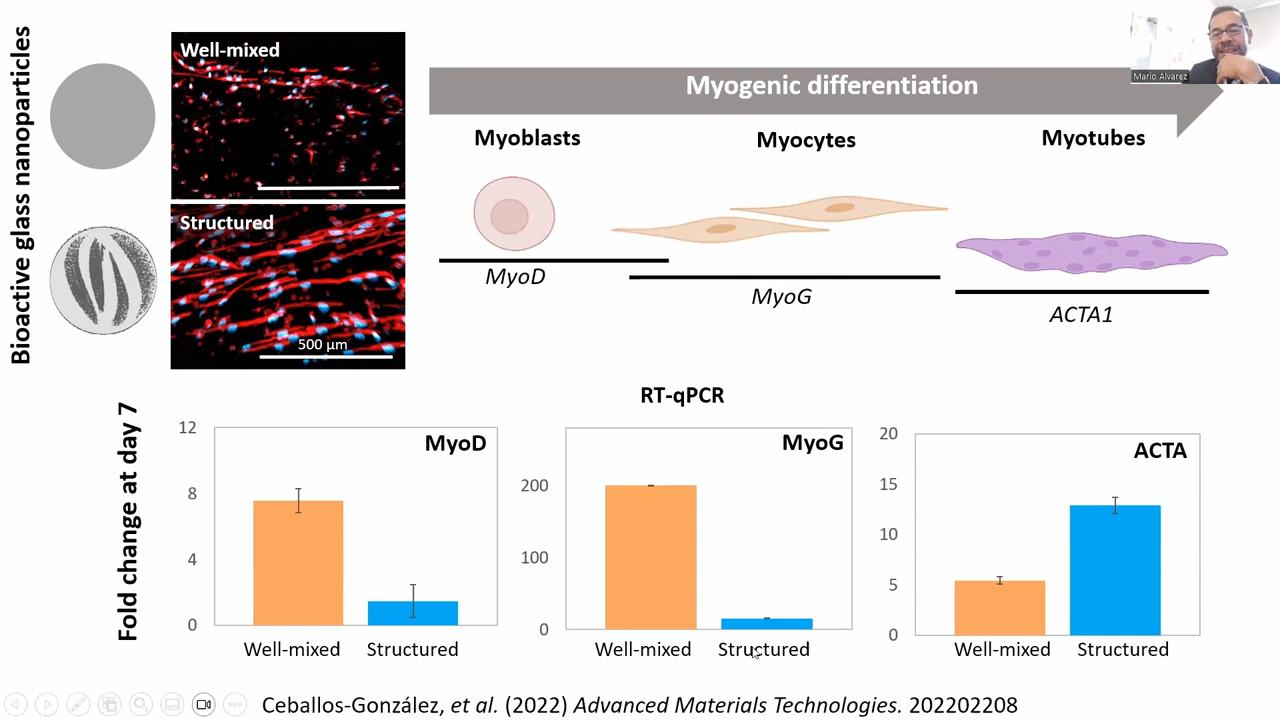 Bioactive glass nanoparticles
Well-mixed
Structured
500 µm
Myogenic differentiation
Mario Alvarez
Myoblasts
Myocytes
Myotubes
MyoD
MyoG
ACTA1
RT-qPCR
Fold change at day 7
12
8
4
0
MyoD
Well-mixed
Structured
200
100
0
MyoG
Well-mixed
Structured
20
15
10
5
0
ACTA
Well-mixed
Structured
Ceballos-González, et al. (2022) Advanced Materials Technologies. 202202208